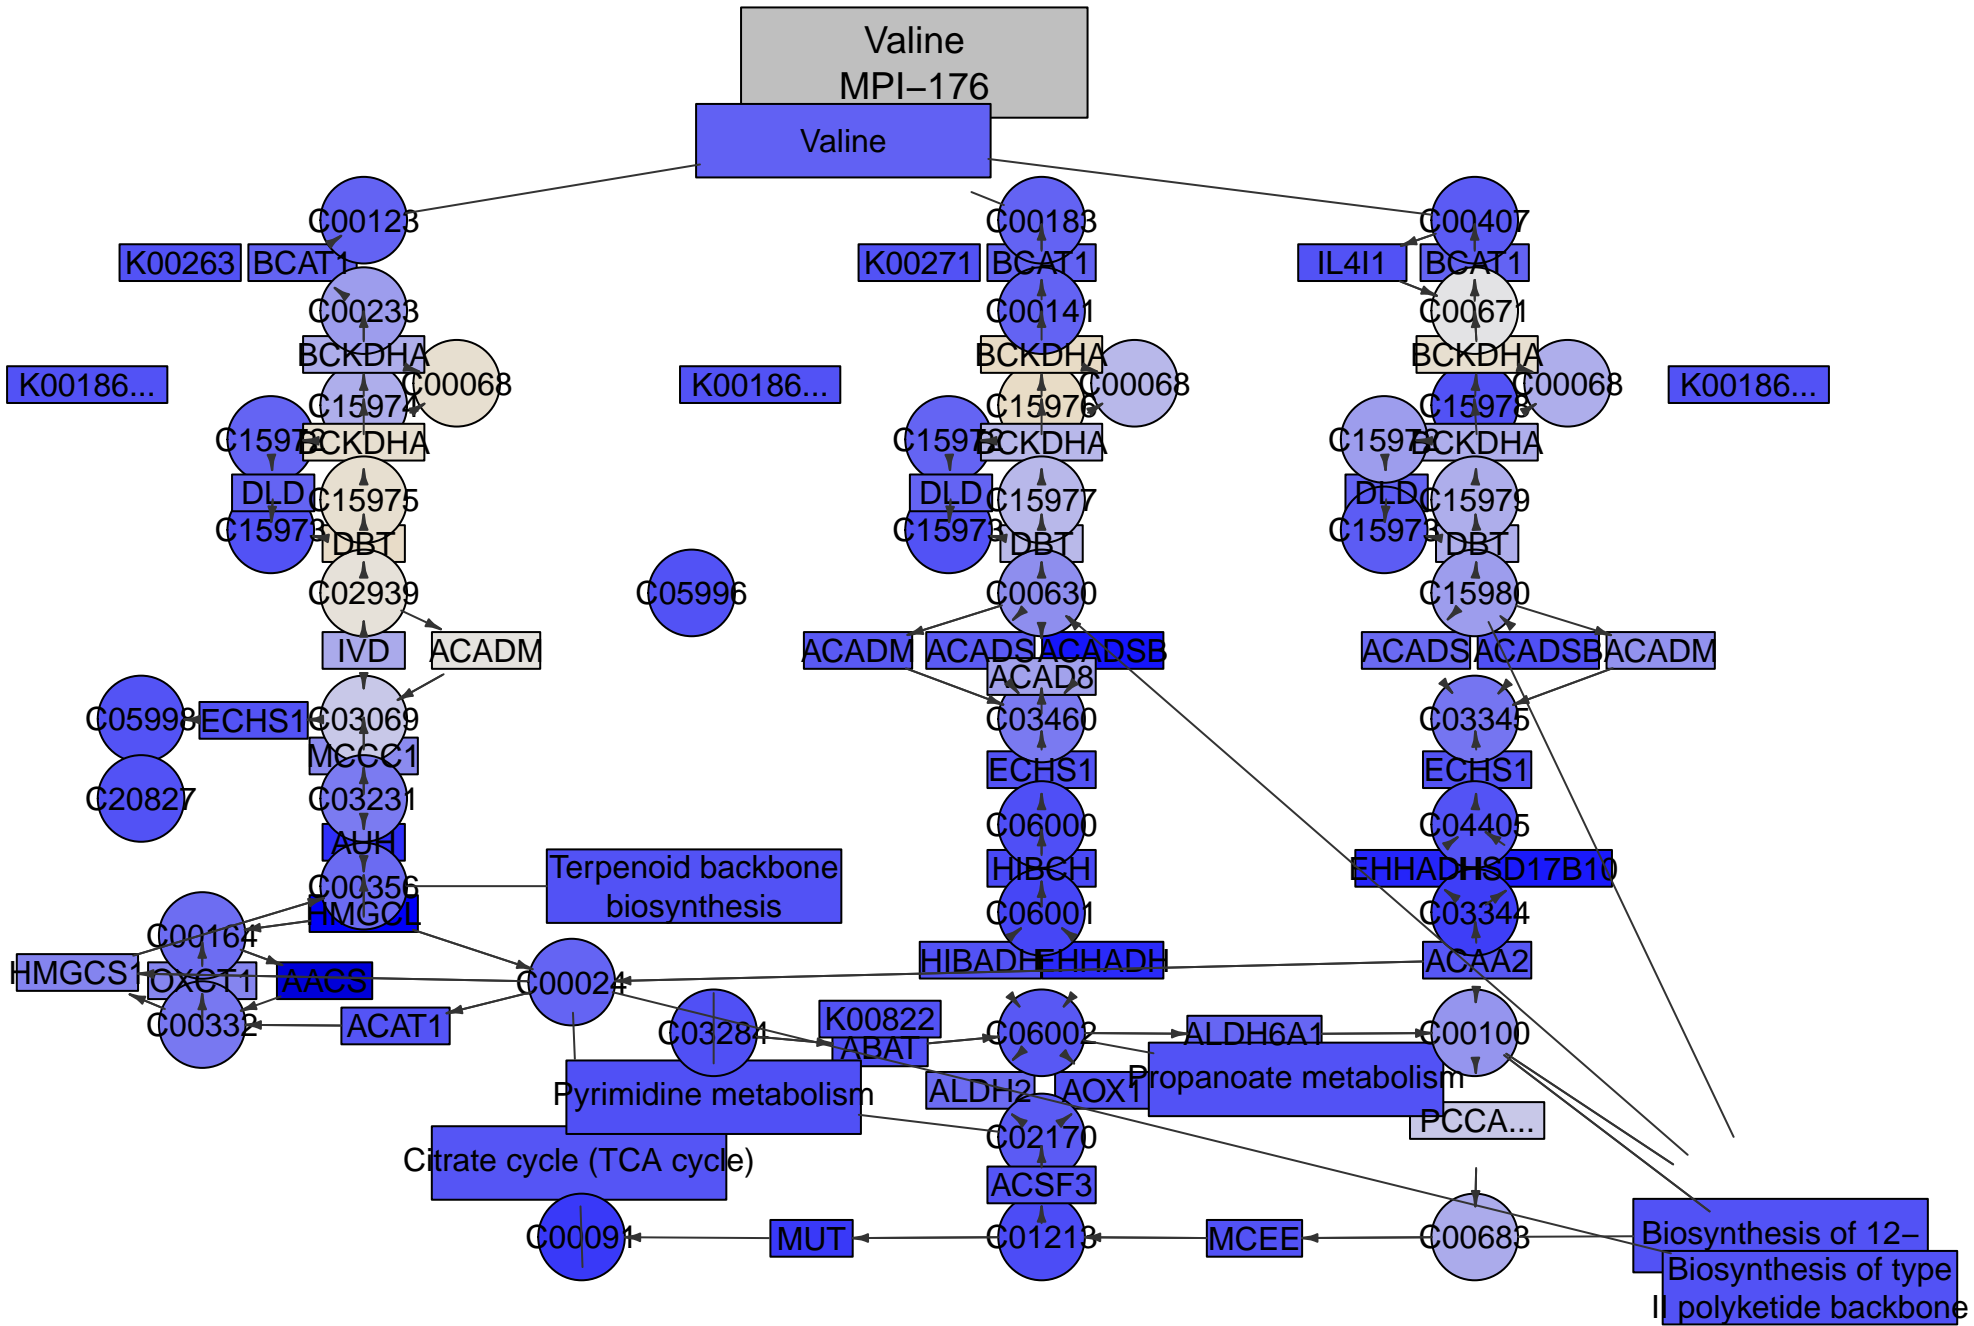 Valine
MPI−176
Valine
C00123
C00183
C00407
K00263
BCAT1
K00271
BCAT1
IL4I1
BCAT1
C00233
C00141
C00671
BCKDHA
BCKDHA
BCKDHA
K00186...
C00068
K00186...
C00068
C00068
K00186...
C15974
C15976
C15978
C15972
BCKDHA
C15972
BCKDHA
C15972
BCKDHA
DLD
C15975
DLD
C15977
DLD
C15979
C15973
DBT
C15973
DBT
C15973
DBT
C02939
C05996
C00630
C15980
IVD
ACADM
ACADM
ACADS
ACADSB
ACADS
ACADSB
ACADM
ACAD8
C05998
ECHS1
C03069
C03460
C03345
MCCC1
ECHS1
ECHS1
C20827
C03231
C06000
C04405
AUH
HIBCH
EHHADH
HSD17B10
C00356
Terpenoid backbone
biosynthesis
HMGCL
C06001
C03344
C00164
HMGCS1
OXCT1
AACS
C00024
HIBADH
EHHADH
ACAA2
C00332
ACAT1
C03284
K00822
ABAT
C06002
ALDH6A1
C00100
Pyrimidine metabolism
ALDH2
AOX1
Propanoate metabolism
PCCA...
C02170
Citrate cycle (TCA cycle)
ACSF3
C00091
MUT
C01213
MCEE
C00683
Biosynthesis of 12−
Biosynthesis of type
II polyketide backbone